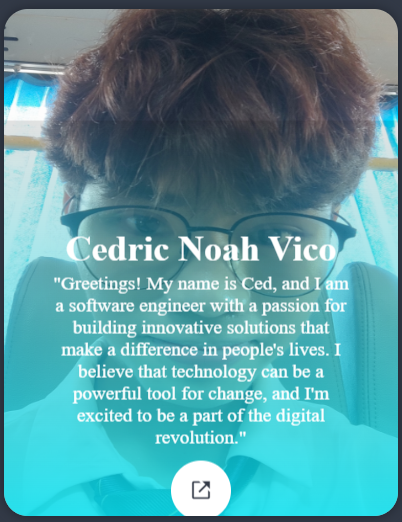 Cedric Noah Vico
"Greetings! My name is Ced, and I am
a software engineer with a passion for
building innovative solutions that
make a difference in people's lives. I
believe that technology can be a
powerful tool for change, and I'm
excited to be a part of the digital
revolution."